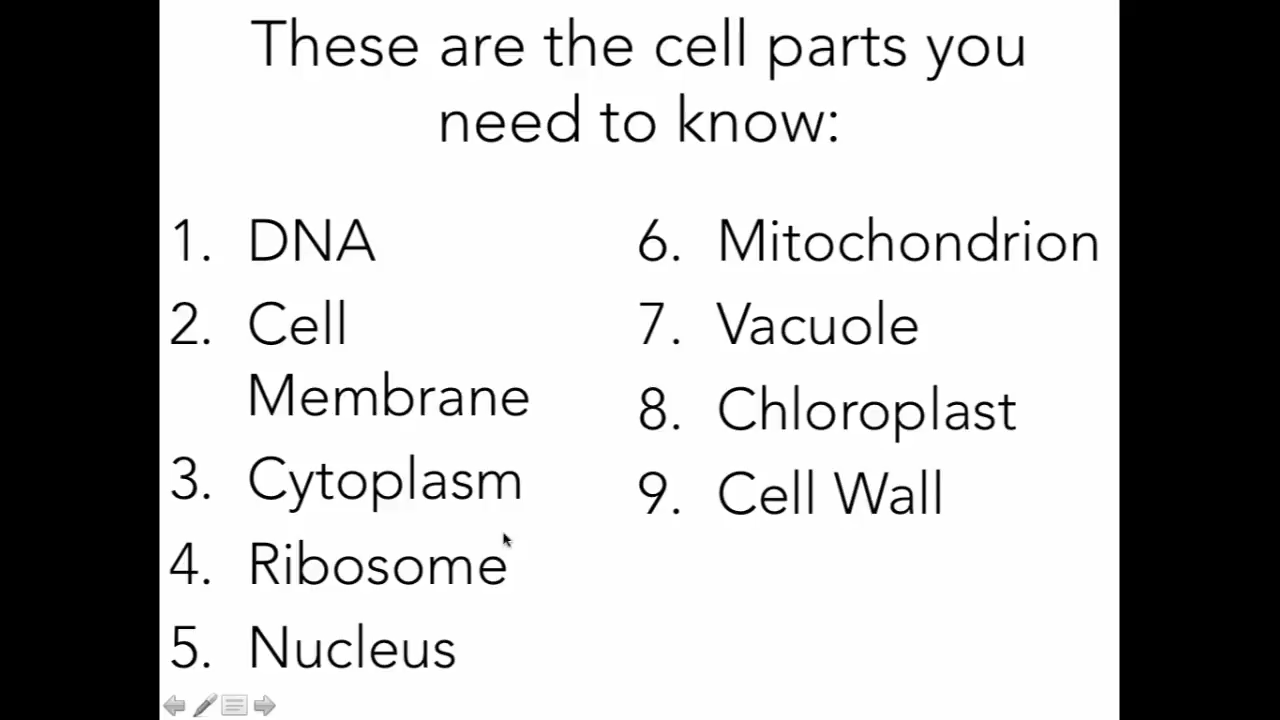 These are the cell parts you
need to know:
1. DNA
2. Cell
Membrane
3. Cytoplasm
4. Ribosome
5. Nucleus
6. Mitochondrion
7. Vacuole
8. Chloroplast
9. Cell Wall